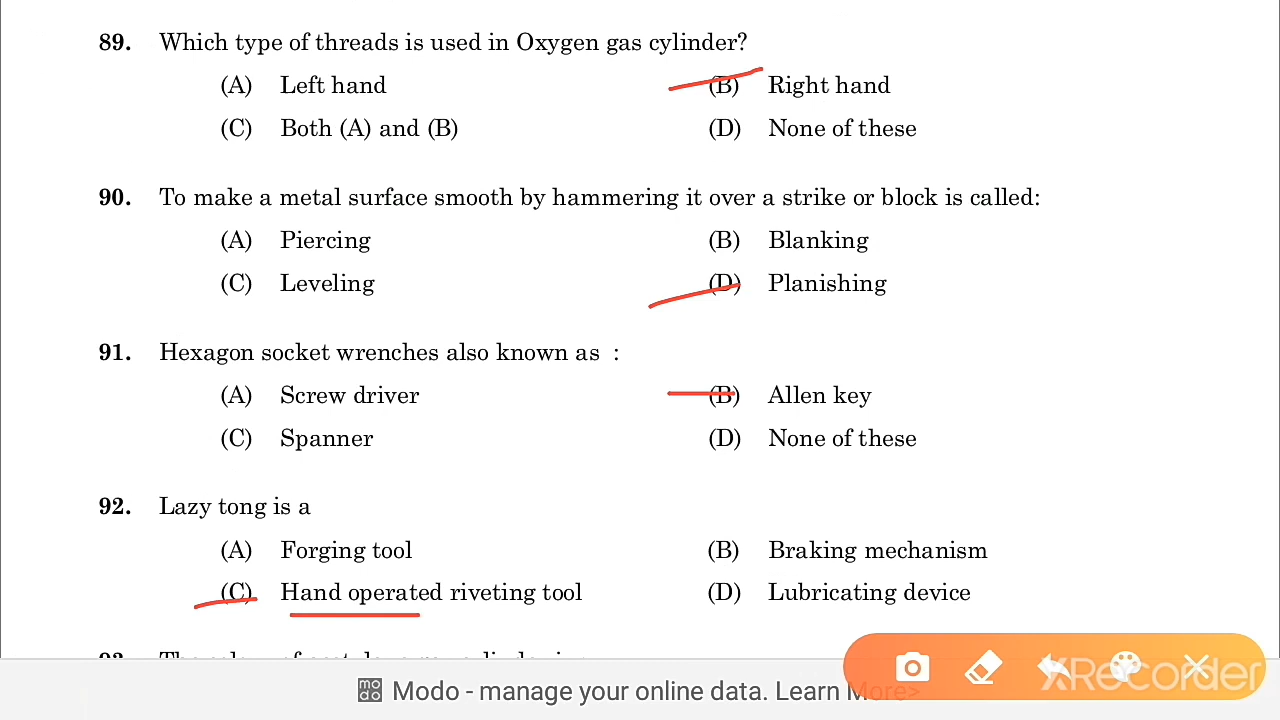 89. Which type of threads is used in Oxygen gas cylinder?
(A) Left hand (B) Right hand
(C) Both (A) and (B) (D) None of these
90. To make a metal surface smooth by hammering it over a strike or block is called:
(A) Piercing (B) Blanking
(C) Leveling (D) Planishing
91. Hexagon socket wrenches also known as :
(A) Screw driver (B) Allen key
(C) Spanner (D) None of these
92. Lazy tong is a
(A) Forging tool (B) Braking mechanism
(C) Hand operated riveting tool (D) Lubricating device
modo Modo - manage your online data. Learn More>
XRecorder